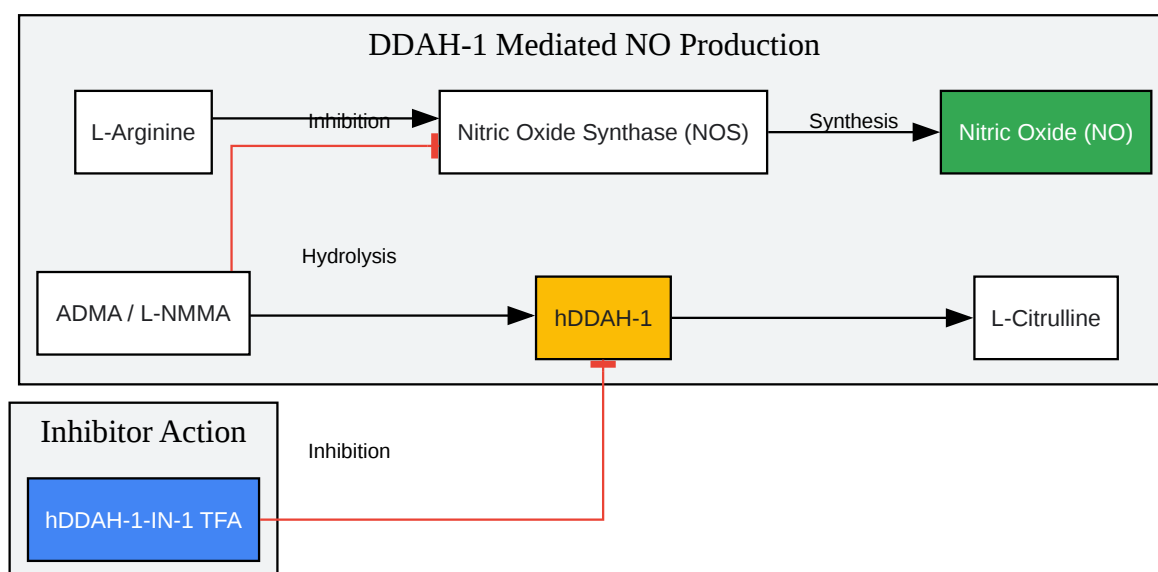 DDAH-1 Mediated NO Production
L-Arginine
Inhibition
Nitric Oxide Synthase (NOS)
Synthesis
Nitric Oxide (NO)
Hydrolysis
ADMA / L-NMMA
hDDAH-1
L-Citrulline
Inhibitor Action
Inhibition
hDDAH-1-IN-1 TFA